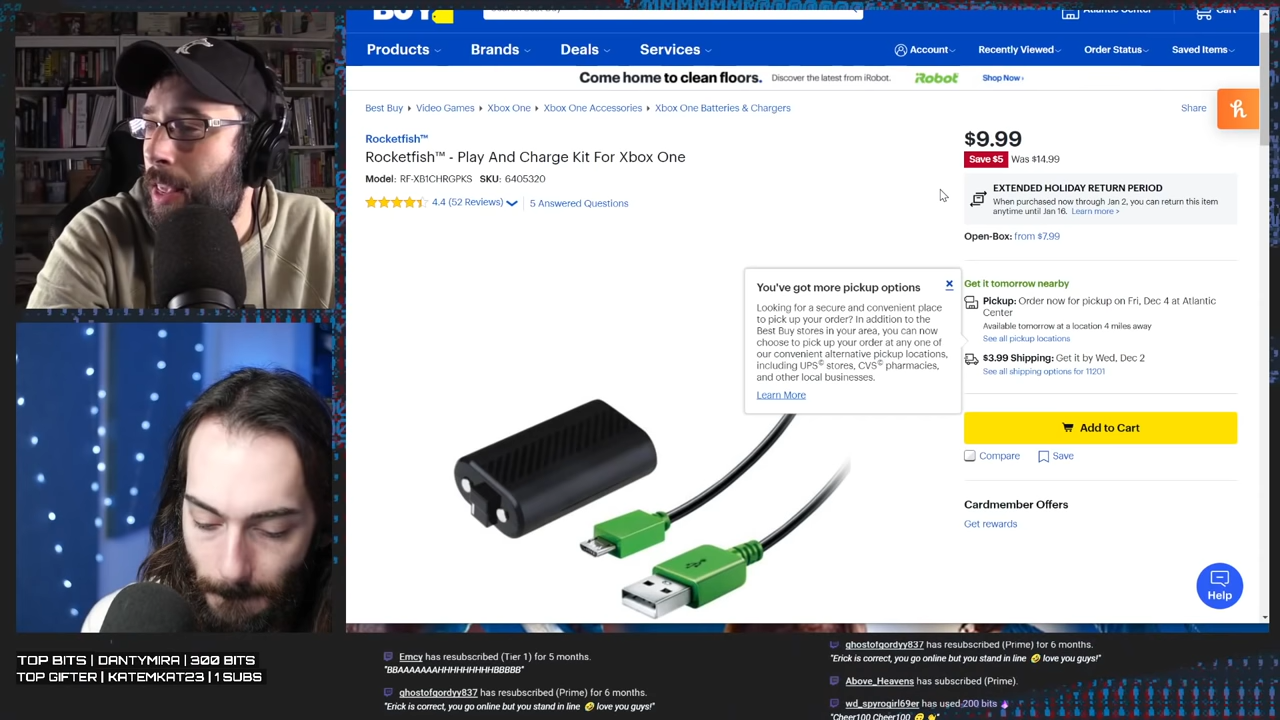 BUY
Atlantic Center
Cart
Products
Brands
Deals
Services
Account
Recently Viewed
Order Status
Saved Items
Come home to clean floors.
Discover the latest from iRobot.
iRobot
Shop Now ›
Best Buy
Video Games
Xbox One
Xbox One Accessories
Xbox One Batteries & Chargers
Share
Rocketfish™
Rocketfish™ - Play And Charge Kit For Xbox One
Model: RF-XB1CHRGPKS SKU: 6405320
4.4 (52 Reviews)
5 Answered Questions
$9.99
Save $5 Was $14.99
EXTENDED HOLIDAY RETURN PERIOD
When purchased now through Jan 2, you can return this item
anytime until Jan 16. Learn more >
Open-Box: from $7.99
You've got more pickup options
Looking for a secure and convenient place
to pick up your order? In addition to the
Best Buy stores in your area, you can now
choose to pick up your order at any one of
our convenient alternative pickup locations,
including UPS© stores, CVS© pharmacies,
and other local businesses.
Learn More
Get it tomorrow nearby
Pickup: Order now for pickup on Fri, Dec 4 at Atlantic
Center
Available tomorrow at a location 4 miles away
See all pickup locations
$3.99 Shipping: Get it by Wed, Dec 2
See all shipping options for 11201
Add to Cart
Compare
Save
Cardmember Offers
Get rewards
Help
TOP BITS | DANTYMIRA | 300 BITS
TOP GIFTER | KATEMKAT23 | 1 SUBS
Emcy has resubscribed (Tier 1) for 5 months.
"BBAAAAAAAHHHHHHHHHBBBBB"
ghostofgordyy837 has resubscribed (Prime) for 6 months.
"Erick is correct, you go online but you stand in line 🤣 love you guys!"
ghostofgordyy837 has resubscribed (Prime) for 6 months.
"Erick is correct, you go online but you stand in line 🤣 love you guys!"
Above_Heavens has subscribed (Prime).
wd_spyrogirl69er has used 200 bits
"Cheer100 Cheer100